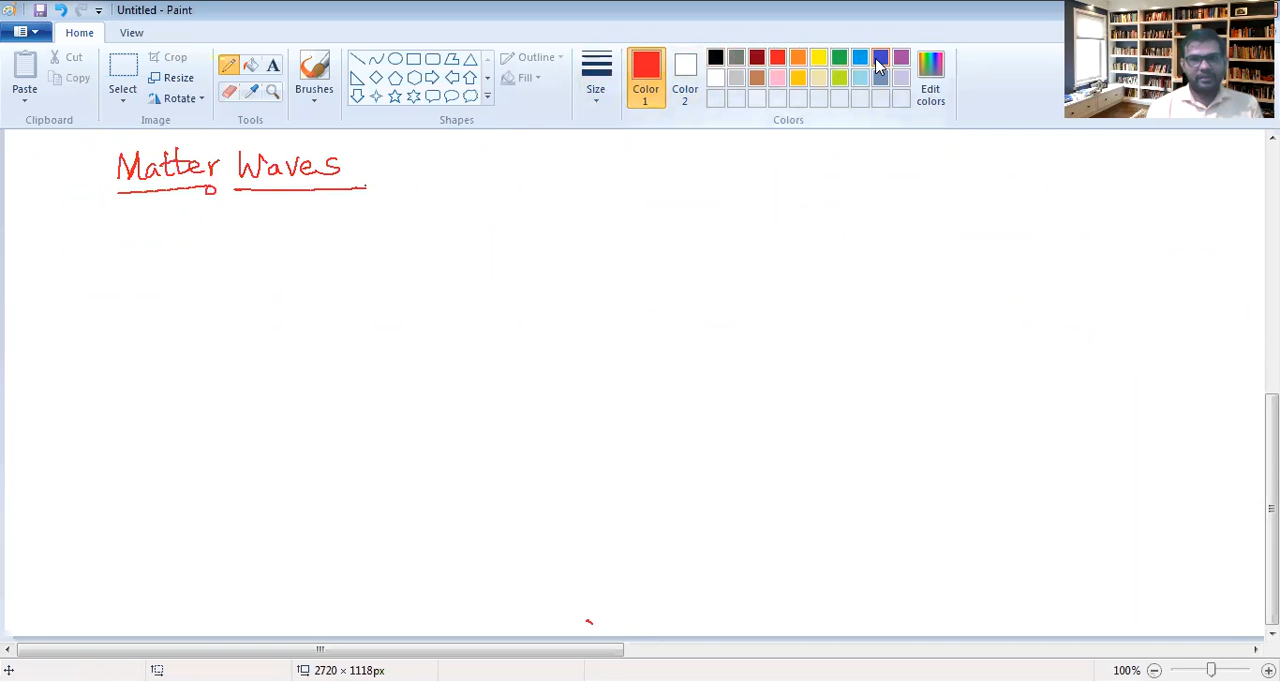 Untitled - Paint
Home View
Paste
Cut
Copy
Clipboard
Select
Crop
Resize
Rotate
Image
Tools
Brushes
Outline
Fill
Shapes
Size
Color 1
Color 2
Edit colors
Colors
Matter Waves
2720 × 1118px
100%